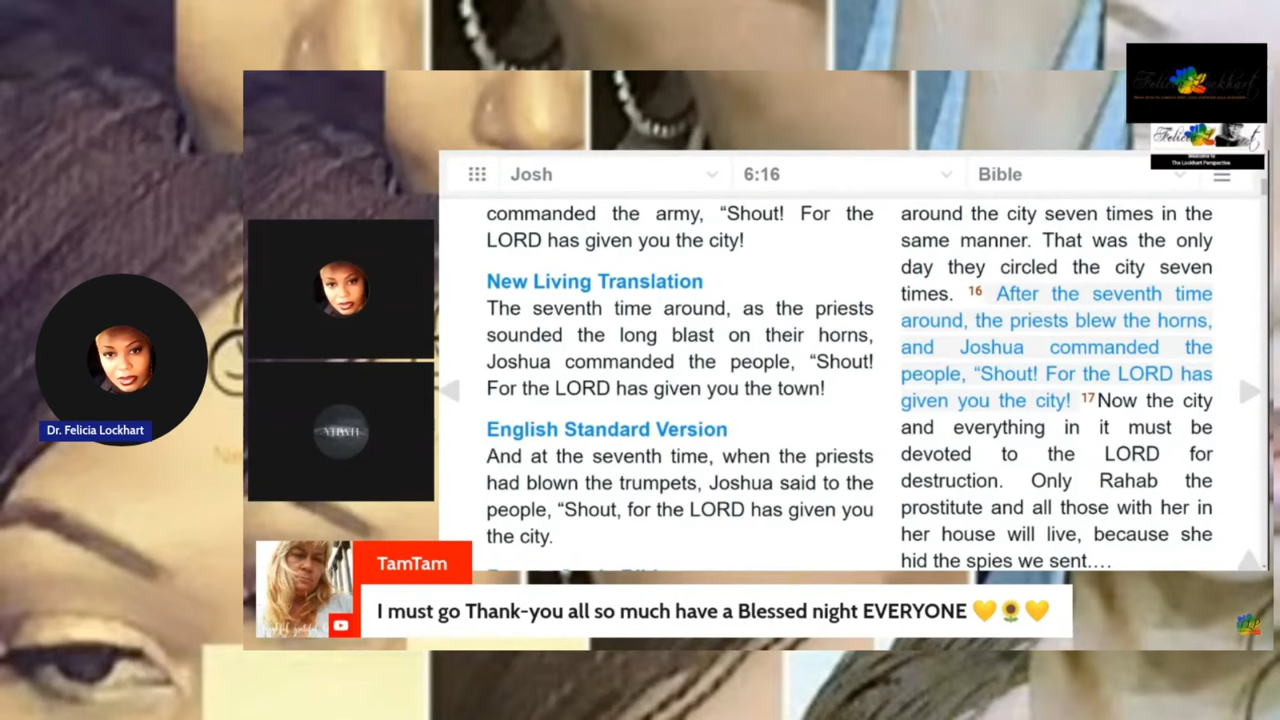 Felicia Lockhart
Welcome to
The Lockhart Perspective
Josh
6:16
Bible
commanded the army, “Shout! For the
LORD has given you the city!
New Living Translation
The seventh time around, as the priests
sounded the long blast on their horns,
Joshua commanded the people, “Shout!
For the LORD has given you the town!
English Standard Version
And at the seventh time, when the priests
had blown the trumpets, Joshua said to the
people, “Shout, for the LORD has given you
the city.
around the city seven times in the
same manner. That was the only
day they circled the city seven
times. 16 After the seventh time
around, the priests blew the horns,
and Joshua commanded the
people, “Shout! For the LORD has
given you the city! 17Now the city
and everything in it must be
devoted to the LORD for
destruction. Only Rahab the
prostitute and all those with her in
her house will live, because she
hid the spies we sent....
Dr. Felicia Lockhart
TamTam
I must go Thank-you all so much have a Blessed night EVERYONE 💛🌻💛